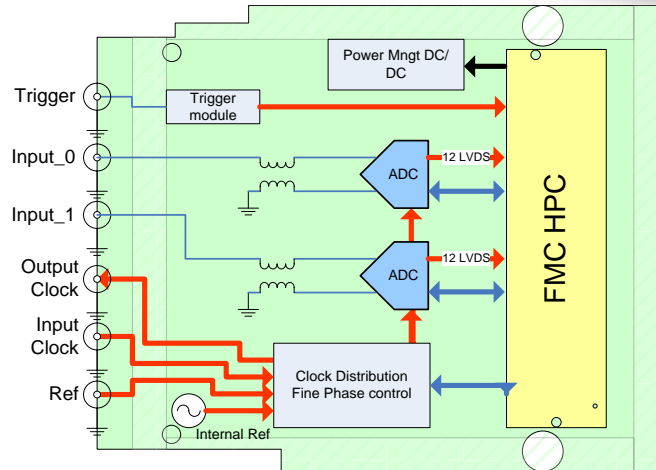 Power Mngt DC/
DC
Trigger
Trigger
module
Input_0
12 LVDS
ADC
Input_1
12 LVDS
ADC
FMC HPC
Output
Clock
Input
Clock
Clock Distribution
Fine Phase control
Ref
Internal Ref